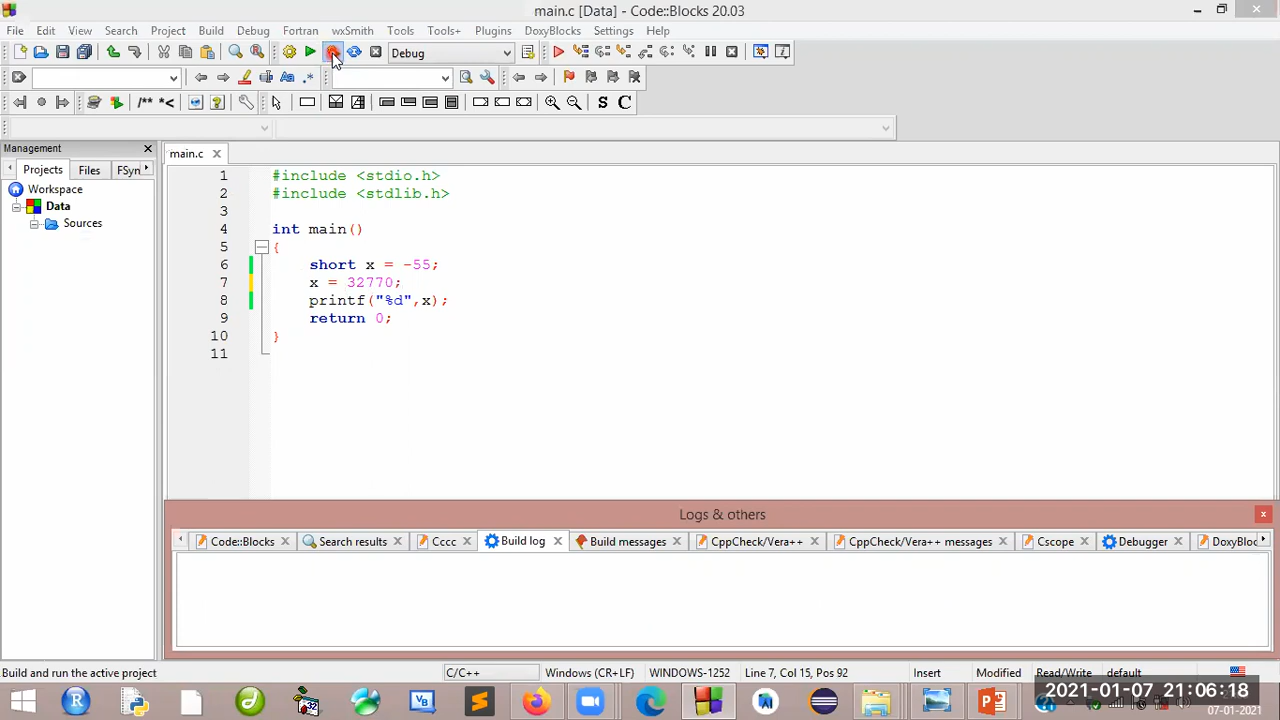 main.c [Data] - Code::Blocks 20.03
File Edit View Search Project Build Debug Fortran wxSmith Tools Tools+ Plugins DoxyBlocks Settings Help
Debug
/** *<
S C
Management
main.c
Projects Files FSyn
Workspace
Data
Sources
1 #include <stdio.h>
2 #include <stdlib.h>
3
4 int main()
5 {
6 short x = -55;
7 x = 32770;
8 printf("%d",x);
9 return 0;
10 }
11
Logs & others
Code::Blocks Search results Cccc Build log Build messages CppCheck/Vera++ CppCheck/Vera++ messages Cscope Debugger DoxyBloc
Build and run the active project C/C++ Windows (CR+LF) WINDOWS-1252 Line 7, Col 15, Pos 92 Insert Modified Read/Write default
2021-01-07 21:06:18
07-01-2021